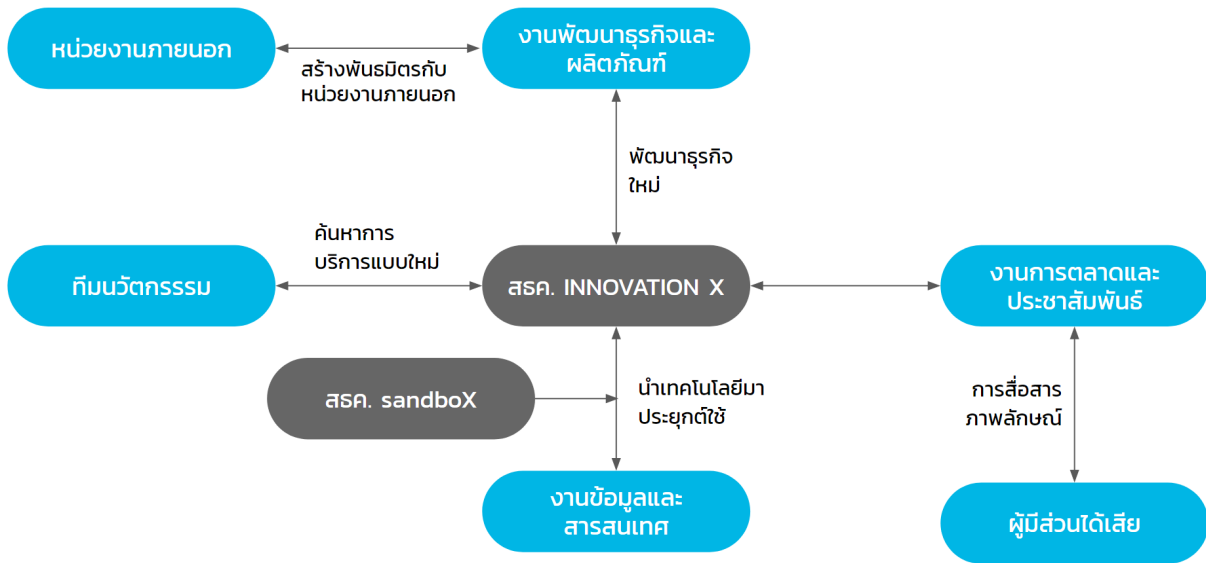 หน่วยงานภายนอก
สร้างพันธมิตรกับ
หน่วยงานภายนอก
งานพัฒนาธุรกิจและ
ผลิตภัณฑ์
พัฒนาธุรกิจ
ใหม่
ทีมนวัตกรรรม
ค้นหาการ
บริการแบบใหม่
สธค. INNOVATION X
งานการตลาดและ
ประชาสัมพันธ์
สธค. sandboX
นำเทคโนโลยีมา
ประยุกต์ใช้
การสื่อสาร
ภาพลักษณ์
งานข้อมูลและ
สารสนเทศ
ผู้มีส่วนได้เสีย